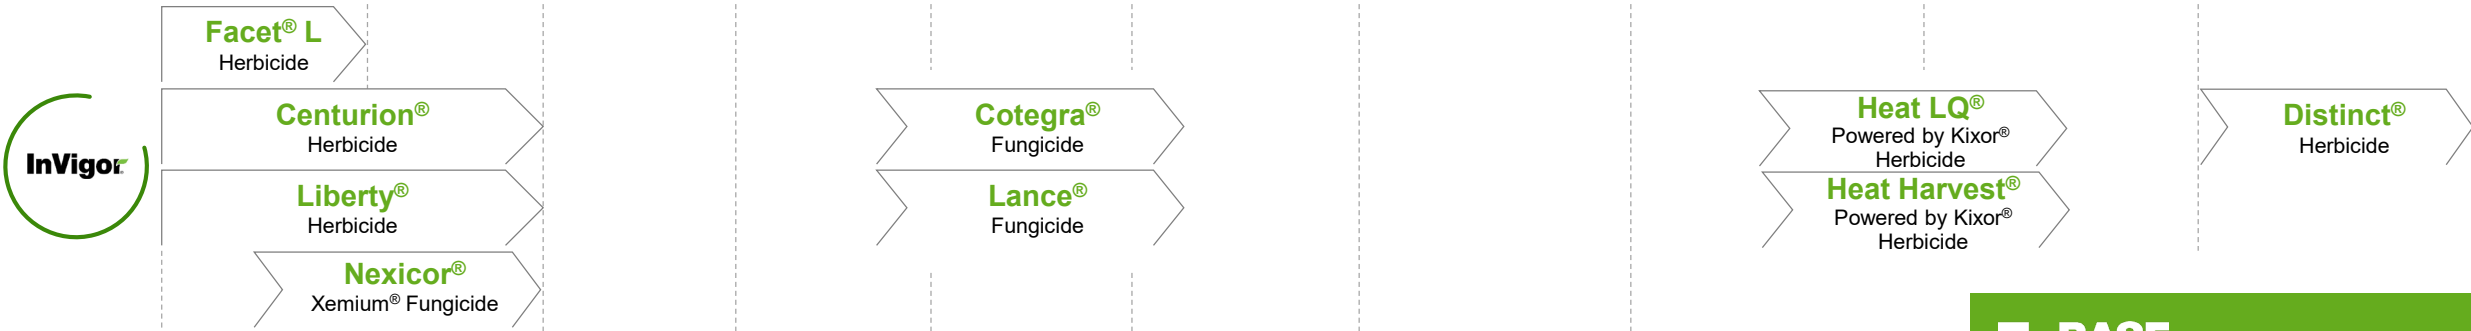 Facet® L
Herbicide
InVigor
Centurion®
Herbicide
Liberty®
Herbicide
Nexicor®
Xemium® Fungicide
Cotegra®
Fungicide
Lance®
Fungicide
Heat LQ®
Powered by Kixor®
Herbicide
Heat Harvest®
Powered by Kixor®
Herbicide
Distinct®
Herbicide